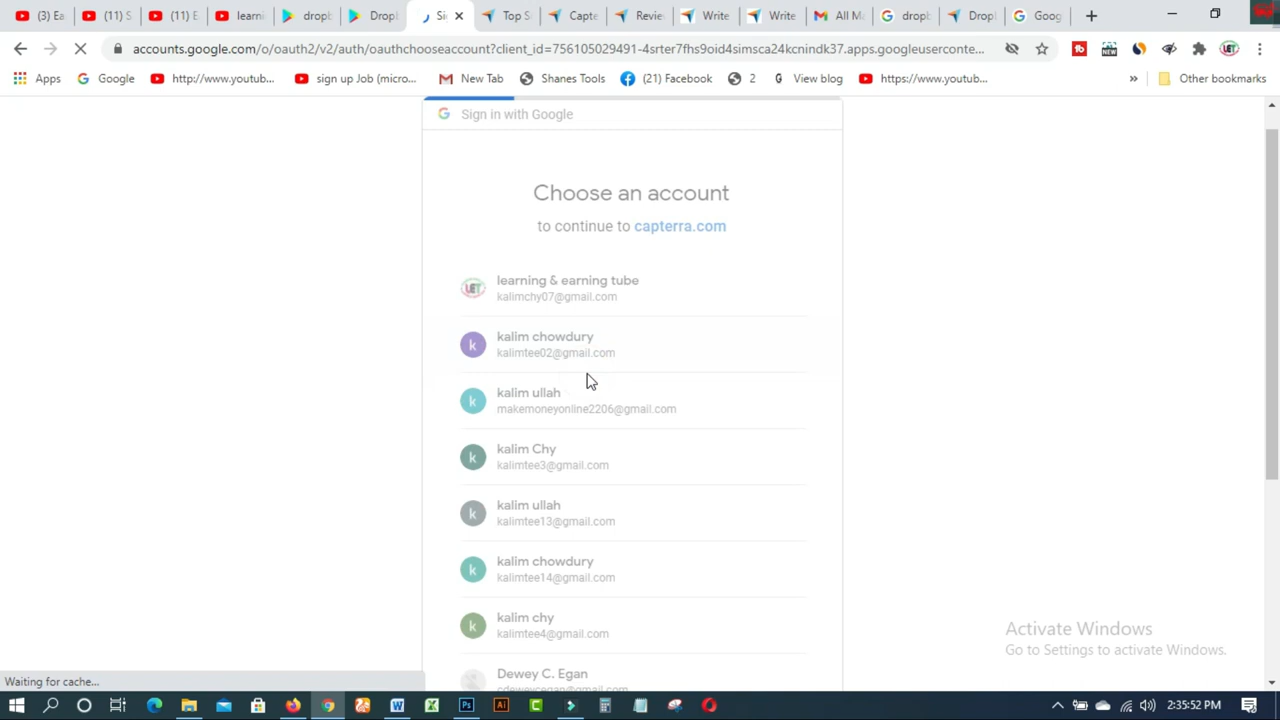 (3) Ea
(11) S
(11) E
learni
dropb
Dropl
Si
Top S
Capte
Revie
Write
Write
All M
dropb
Dropl
Goog
accounts.google.com/o/oauth2/v2/auth/oauthchooseaccount?client_id=756105029491-4srter7fhs9oid4simsca24kcnindk37.apps.googleuserconte...
Apps
Google
http://www.youtub...
sign up Job (micro...
New Tab
Shanes Tools
(21) Facebook
2
View blog
https://www.youtub...
»
Other bookmarks
Sign in with Google
Choose an account
to continue to capterra.com
learning & earning tube
kalimchy07@gmail.com
kalim chowdury
kalimtee02@gmail.com
kalim ullah
makemoneyonline2206@gmail.com
kalim Chy
kalimtee3@gmail.com
kalim ullah
kalimtee13@gmail.com
kalim chowdury
kalimtee14@gmail.com
kalim chy
kalimtee4@gmail.com
Dewey C. Egan
cdeweycegan@gmail.com
Activate Windows
Go to Settings to activate Windows.
Waiting for cache...
2:35:52 PM